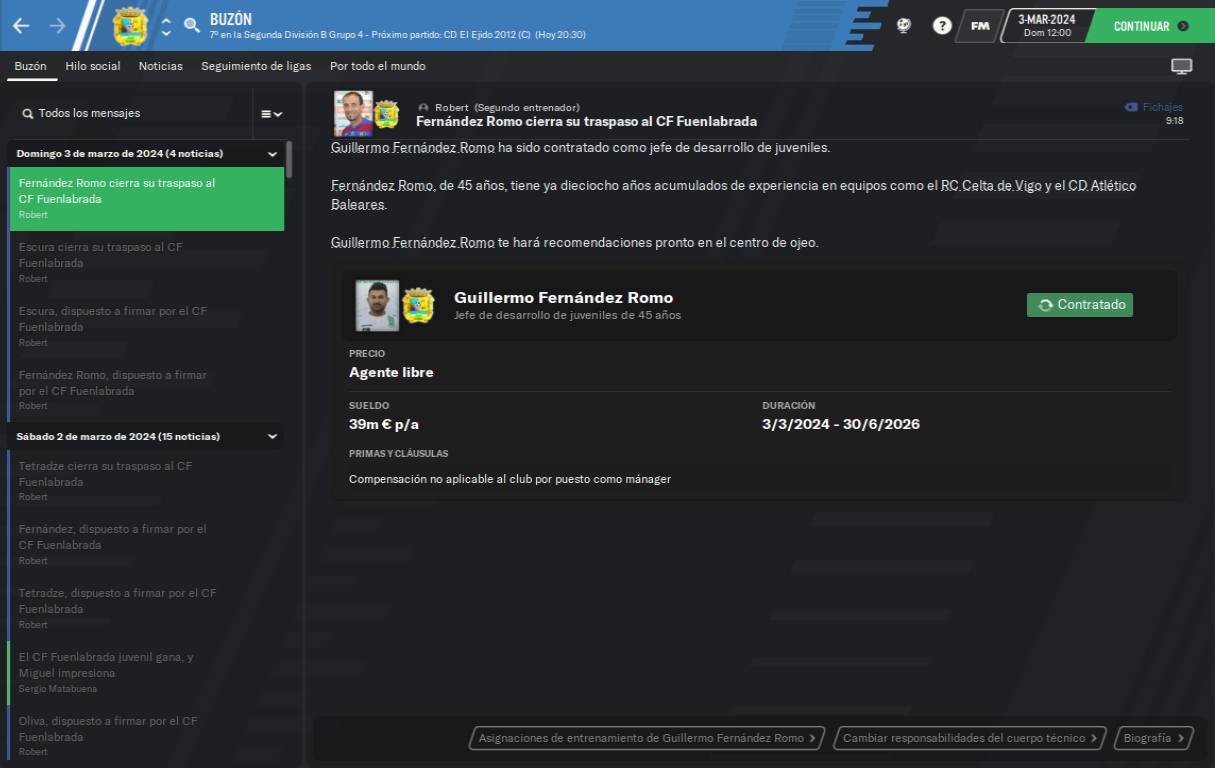 BUZÓN
7º en la Segunda División B Grupo 4 - Próximo partido: CD El Ejido 2012 (C) (Hoy 20:30)
?
FM
3-MAR-2024
Dom 12:00
CONTINUAR
Buzón
Hilo social
Noticias
Seguimiento de ligas
Por todo el mundo
Todos los mensajes
Domingo 3 de marzo de 2024 (4 noticias)
Fernández Romo cierra su traspaso al
CF Fuenlabrada
Robert
Escura cierra su traspaso al CF
Fuenlabrada
Robert
Escura, dispuesto a firmar por el CF
Fuenlabrada
Robert
Fernández Romo, dispuesto a firmar
por el CF Fuenlabrada
Robert
Sábado 2 de marzo de 2024 (15 noticias)
Tetradze cierra su traspaso al CF
Fuenlabrada
Robert
Fernández, dispuesto a firmar por el
CF Fuenlabrada
Robert
Tetradze, dispuesto a firmar por el CF
Fuenlabrada
Robert
El CF Fuenlabrada juvenil gana, y
Miguel impresiona
Sergio Matabuena
Oliva, dispuesto a firmar por el CF
Fuenlabrada
Robert
Robert (Segundo entrenador)
Fernández Romo cierra su traspaso al CF Fuenlabrada
Fichajes
9:18
Guillermo Fernández Romo ha sido contratado como jefe de desarrollo de juveniles.
Fernández Romo, de 45 años, tiene ya dieciocho años acumulados de experiencia en equipos como el RC Celta de Vigo y el CD Atlético
Baleares.
Guillermo Fernández Romo te hará recomendaciones pronto en el centro de ojeo.
Guillermo Fernández Romo
Jefe de desarrollo de juveniles de 45 años
Contratado
PRECIO
Agente libre
SUELDO
39m € p/a
DURACIÓN
3/3/2024 - 30/6/2026
PRIMAS Y CLÁUSULAS
Compensación no aplicable al club por puesto como mánager
Asignaciones de entrenamiento de Guillermo Fernández Romo
Cambiar responsabilidades del cuerpo técnico
Biografía